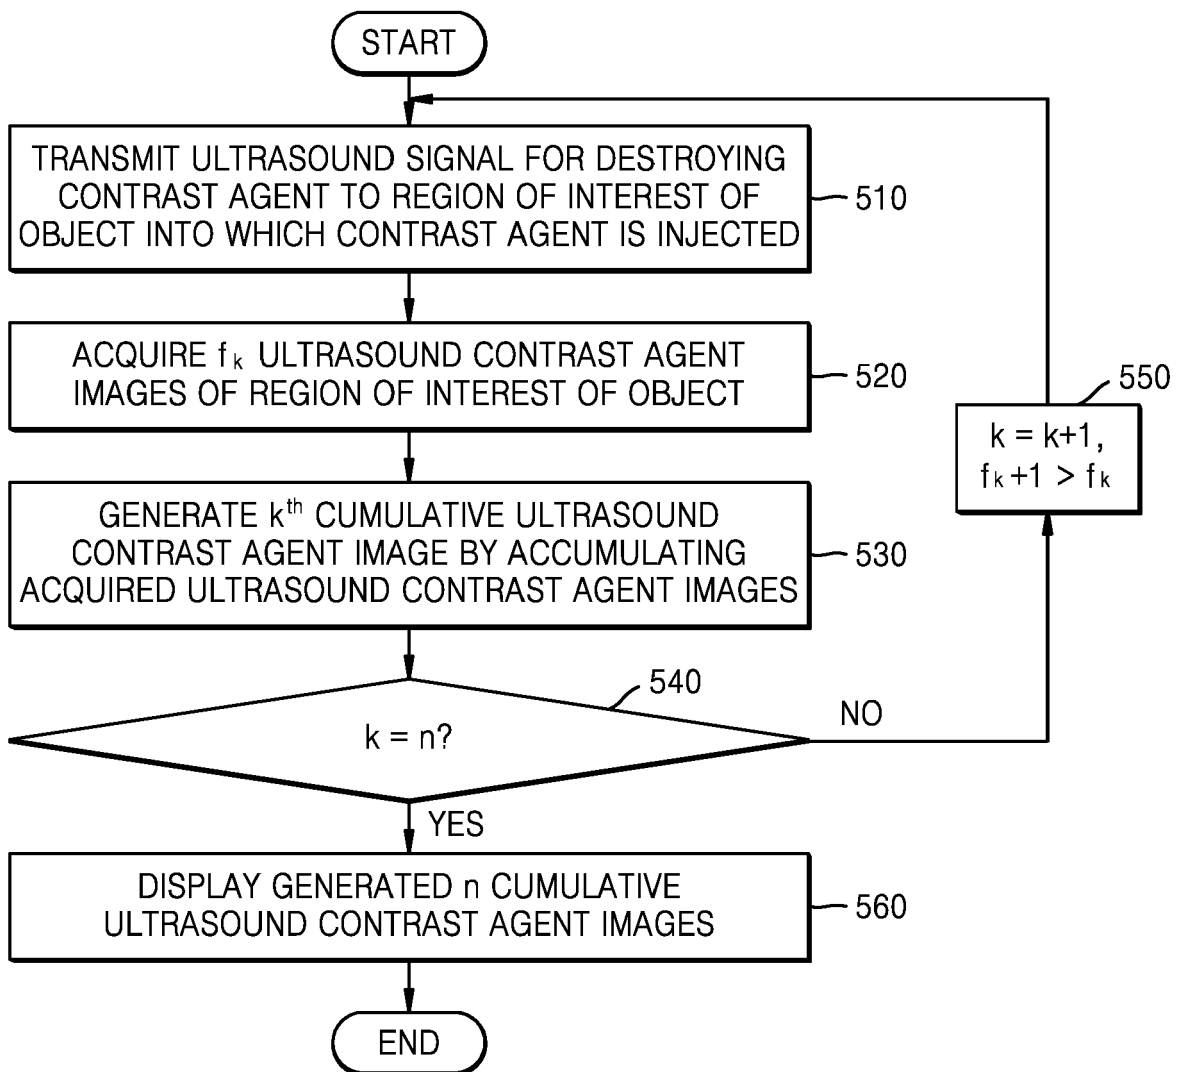 START
TRANSMIT ULTRASOUND SIGNAL FOR DESTROYING
CONTRAST AGENT TO REGION OF INTEREST OF
OBJECT INTO WHICH CONTRAST AGENT IS INJECTED
510
ACQUIRE fk ULTRASOUND CONTRAST AGENT
IMAGES OF REGION OF INTEREST OF OBJECT
520
550
k = k+1,
fk+1 > fk
GENERATE kth CUMULATIVE ULTRASOUND
CONTRAST AGENT IMAGE BY ACCUMULATING
ACQUIRED ULTRASOUND CONTRAST AGENT IMAGES
530
540
k = n?
NO
YES
DISPLAY GENERATED n CUMULATIVE
ULTRASOUND CONTRAST AGENT IMAGES
560
END